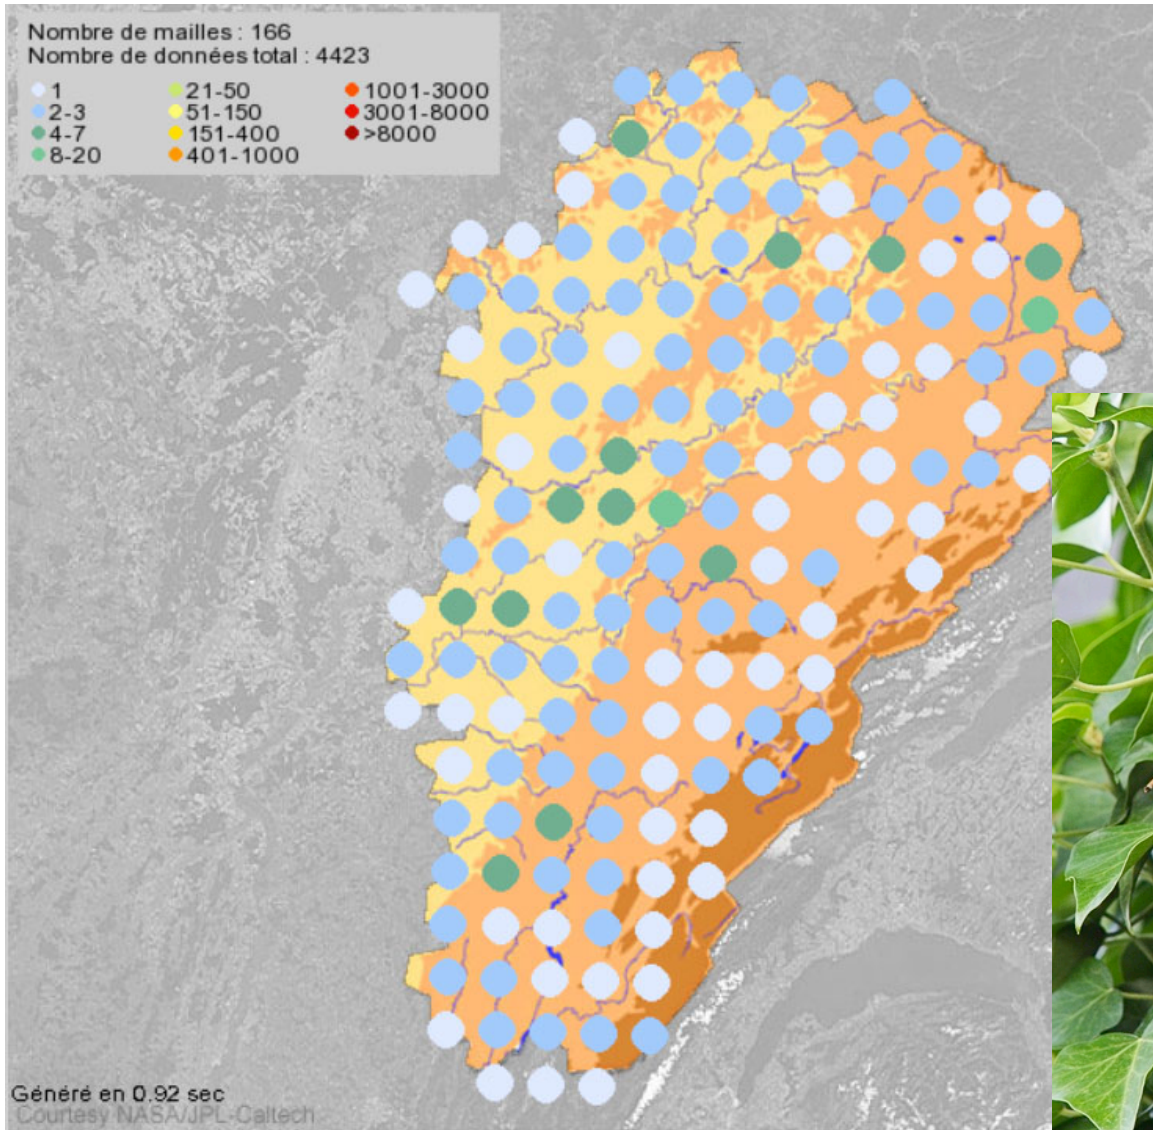 Nombre de mailles : 166
Nombre de données total : 4423
1
2-3
4-7
8-20
21-50
51-150
151-400
401-1000
1001-3000
3001-8000
>8000
Généré en 0.92 sec
Courtesy NASA/JPL-Caltech